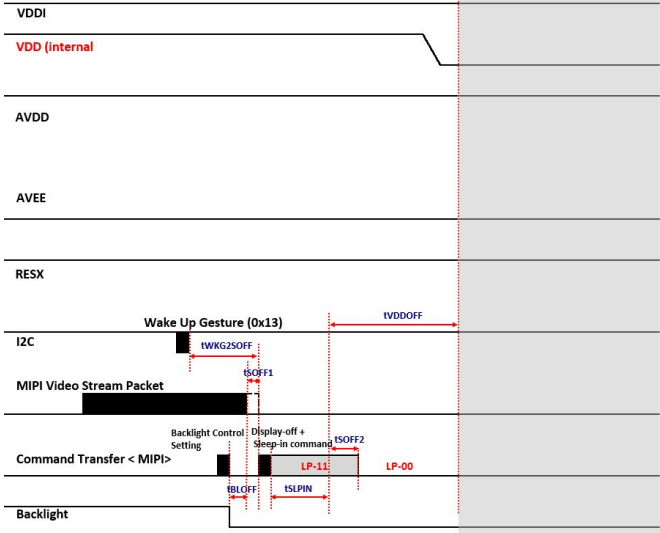 VDDI
VDD (internal
AVDD
AVEE
RESX
tVDDOFF
Wake Up Gesture (0x13)
I2C
tWKG2SOFF
tSOFF1
MIPI Video Stream Packet
Backlight Control
Setting
Display-off +
Sleep-in command
tSOFF2
Command Transfer < MIPI>
LP-11
LP-00
tBLOFF
tSLPIN
Backlight